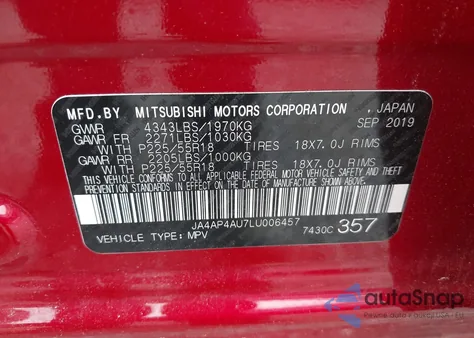 MFD.BY MITSUBISHI MOTORS CORPORATION , JAPAN
GVWR 4343LBS/1970KG SEP 2019
GAWR FR 2271LBS/1030KG
WITH P225/55R18 TIRES 18X7.0J RIMS
GAWR RR 2205LBS/1000KG
WITH P225/55R18 TIRES 18X7.0J RIMS
THIS VEHICLE CONFORMS TO ALL APPLICABLE FEDERAL
MOTOR VEHICLE SAFETY AND THEFT PREVENTION STANDARDS
IN EFFECT ON THE DATE OF MANUFACTURE SHOWN ABOVE.
JA4AP4AU7LU006457
VEHICLE TYPE: MPV 7430C 357
autoSnap